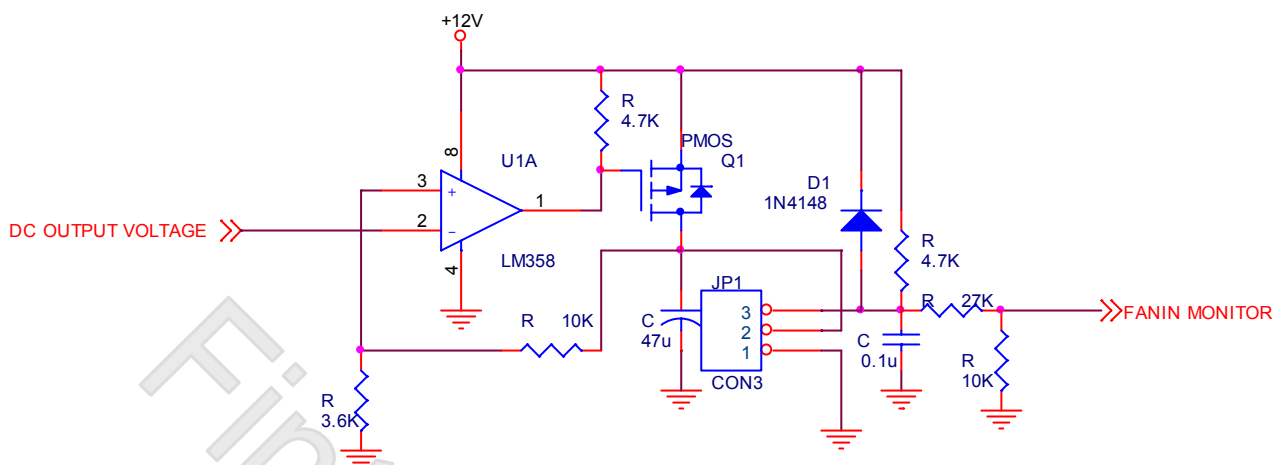 +12V
R
4.7K
PMOS
Q1
8
U1A
3
+
1
2
−
DC OUTPUT VOLTAGE
4
LM358
D1
1N4148
R
4.7K
JP1
R 10K
C
47u
3
2
1
CON3
R 27K
FANIN MONITOR
C
0.1u
R
10K
R
3.6K
Fin